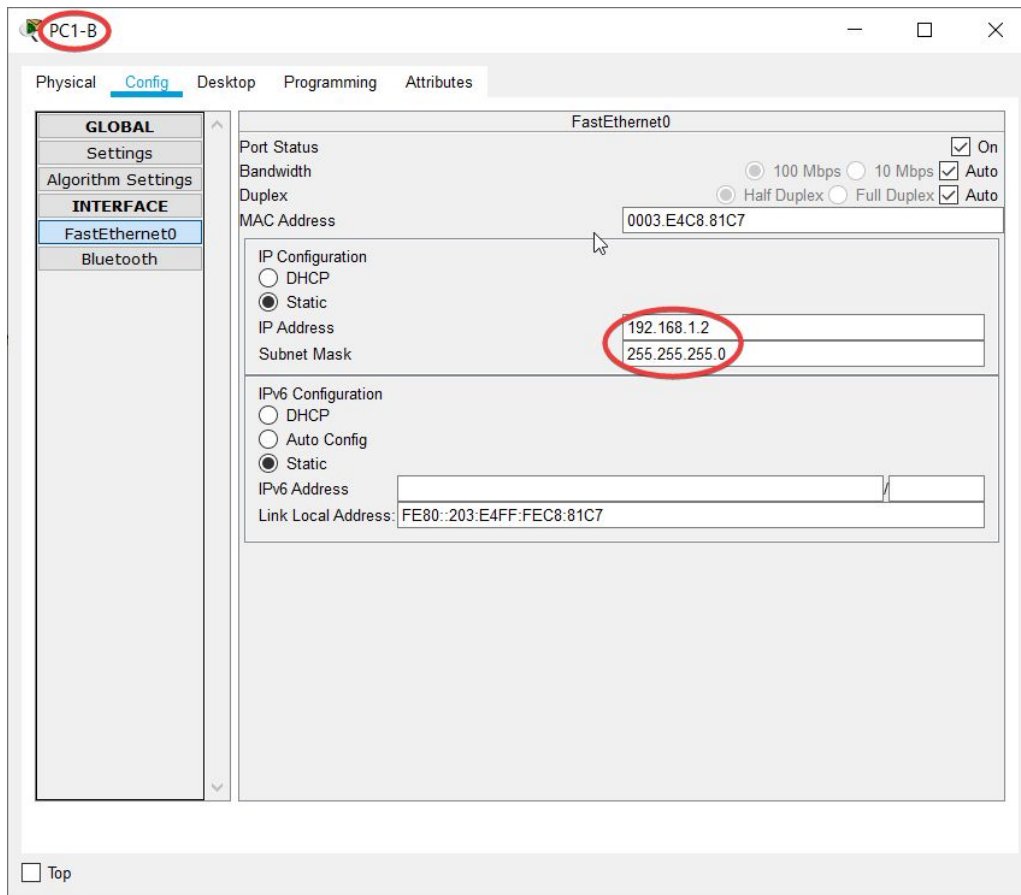 PC1-B
Physical Config Desktop Programming Attributes
GLOBAL
Settings
Algorithm Settings
INTERFACE
FastEthernet0
Bluetooth
FastEthernet0
Port Status On
Bandwidth 100 Mbps 10 Mbps Auto
Duplex Half Duplex Full Duplex Auto
MAC Address 0003.E4C8.81C7
IP Configuration
DHCP
Static
IP Address 192.168.1.2
Subnet Mask 255.255.255.0
IPv6 Configuration
DHCP
Auto Config
Static
IPv6 Address /
Link Local Address: FE80::203:E4FF:FEC8:81C7
Top